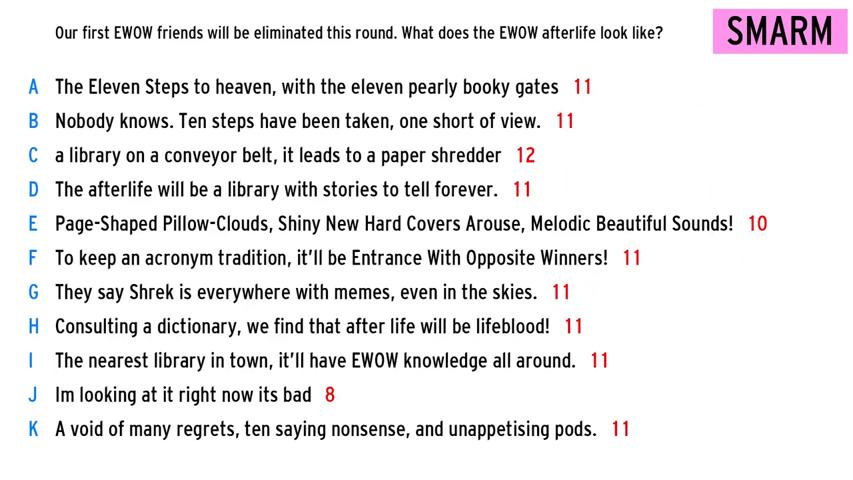 Our first EWOW friends will be eliminated this round. What does the EWOW afterlife look like?
SMARM
A The Eleven Steps to heaven, with the eleven pearly booky gates 11
B Nobody knows. Ten steps have been taken, one short of view. 11
C a library on a conveyor belt, it leads to a paper shredder 12
D The afterlife will be a library with stories to tell forever. 11
E Page-Shaped Pillow-Clouds, Shiny New Hard Covers Arouse, Melodic Beautiful Sounds! 10
F To keep an acronym tradition, it'll be Entrance With Opposite Winners! 11
G They say Shrek is everywhere with memes, even in the skies. 11
H Consulting a dictionary, we find that after life will be lifeblood! 11
I The nearest library in town, it'll have EWOW knowledge all around. 11
J Im looking at it right now its bad 8
K A void of many regrets, ten saying nonsense, and unappetising pods. 11